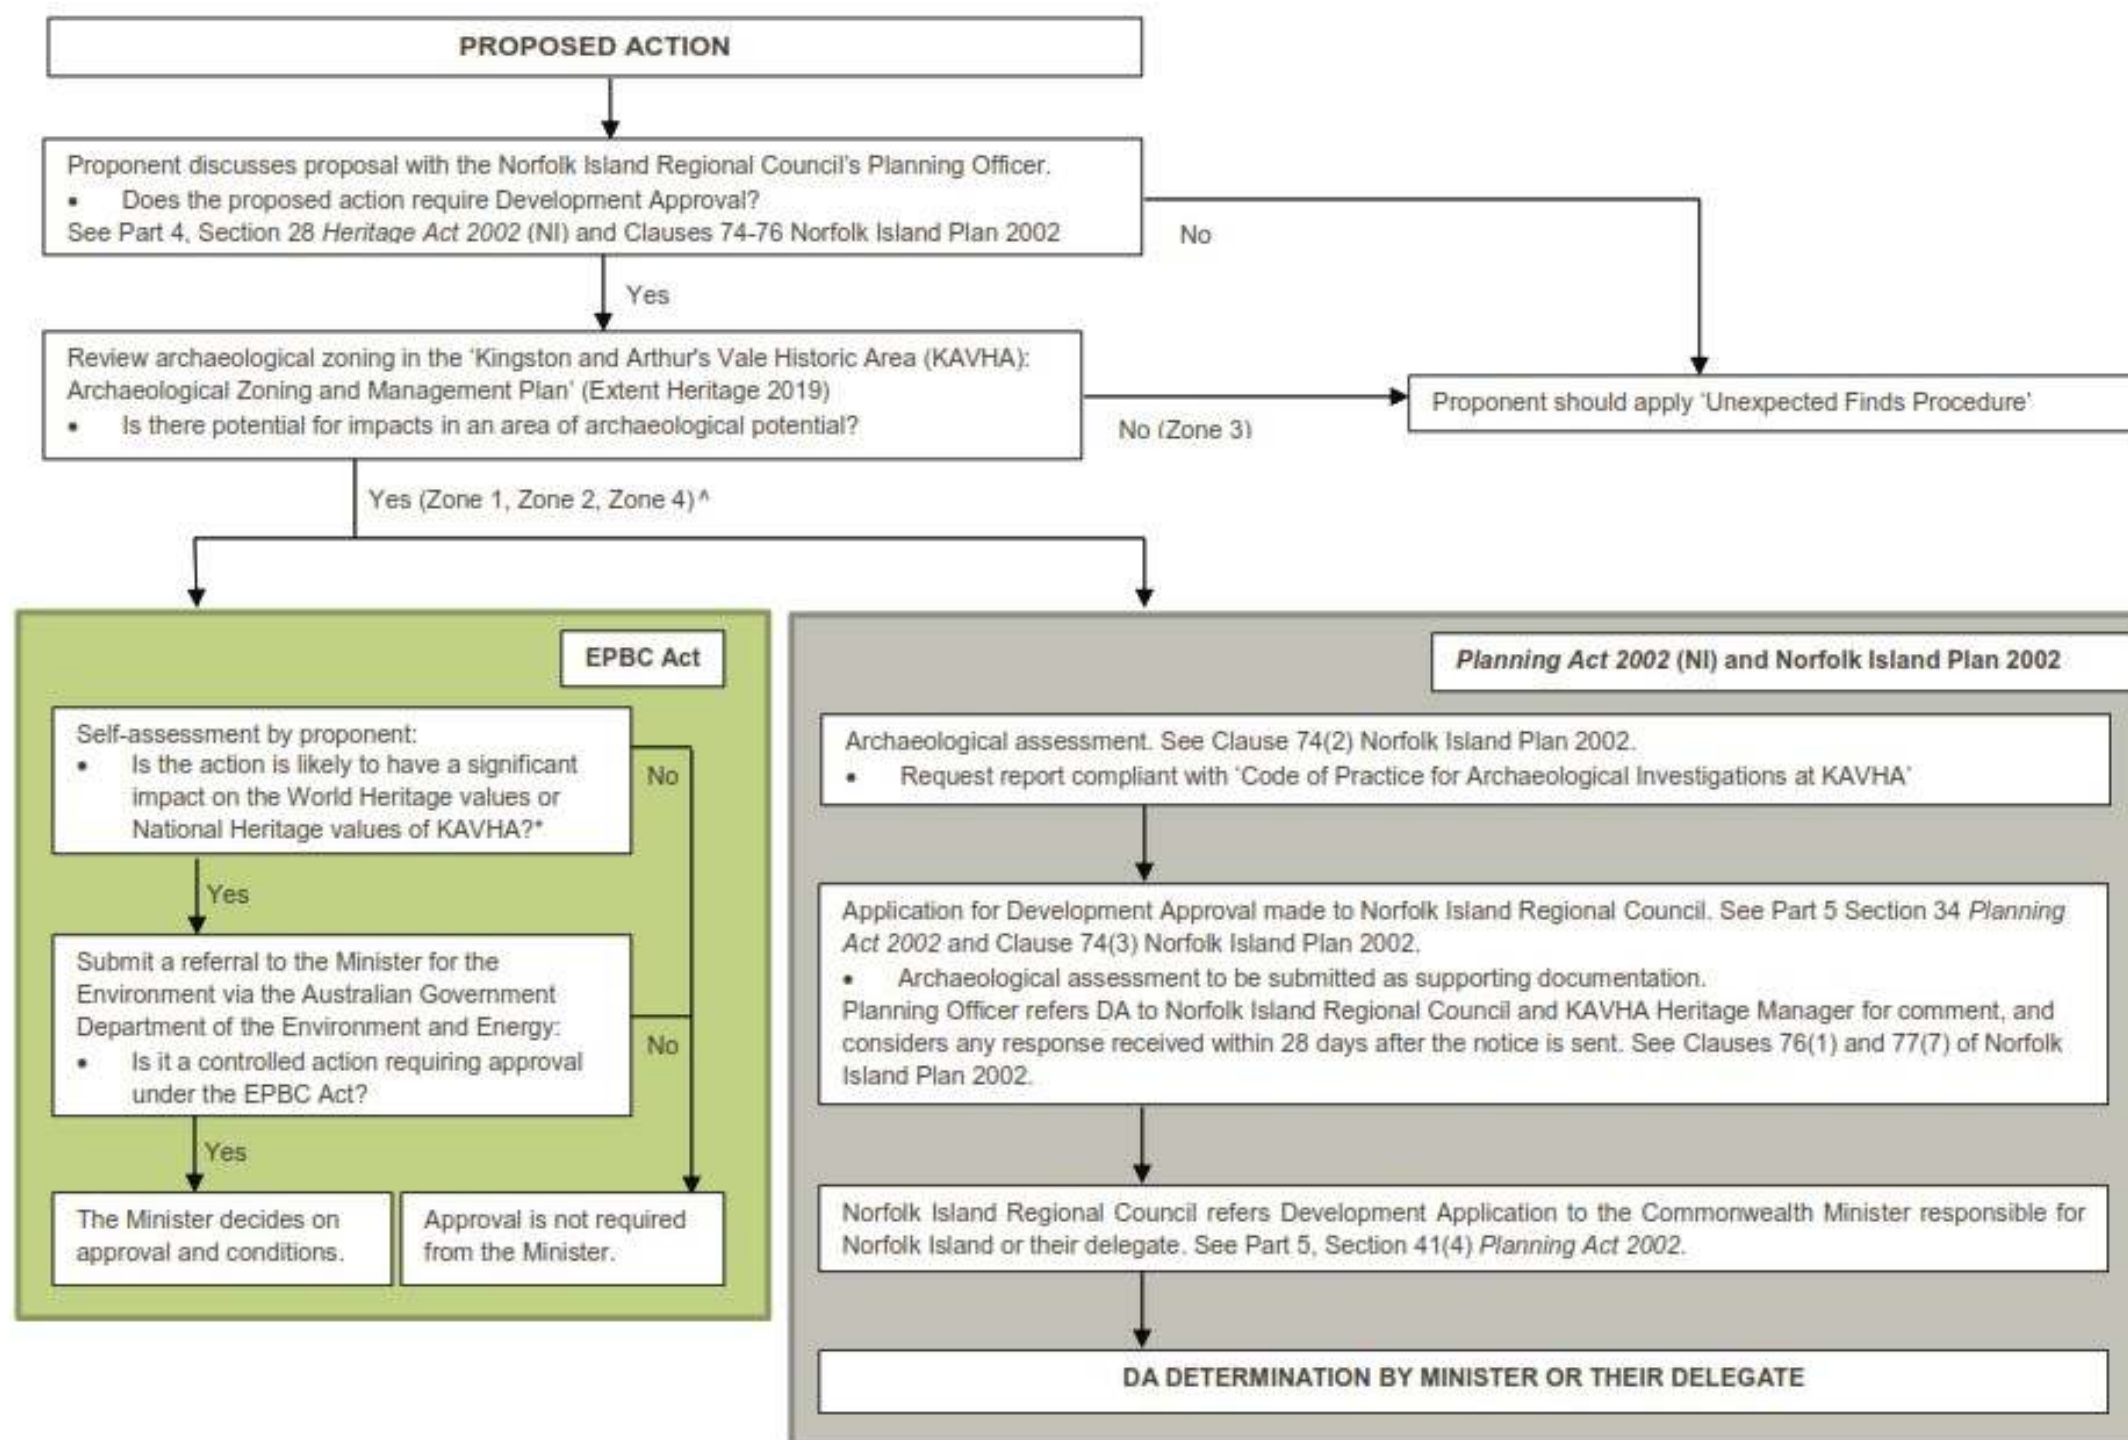 PROPOSED ACTION
Proponent discusses proposal with the Norfolk Island Regional Council's Planning Officer.
• Does the proposed action require Development Approval?
See Part 4, Section 28 Heritage Act 2002 (NI) and Clauses 74-76 Norfolk Island Plan 2002
No
Yes
Review archaeological zoning in the 'Kingston and Arthur's Vale Historic Area (KAVHA):
Archaeological Zoning and Management Plan' (Extent Heritage 2019)
• Is there potential for impacts in an area of archaeological potential?
No (Zone 3)
Proponent should apply 'Unexpected Finds Procedure'
Yes (Zone 1, Zone 2, Zone 4)^
EPBC Act
Self-assessment by proponent:
• Is the action is likely to have a significant
impact on the World Heritage values or
National Heritage values of KAVHA?*
No
Yes
Submit a referral to the Minister for the
Environment via the Australian Government
Department of the Environment and Energy:
• Is it a controlled action requiring approval
under the EPBC Act?
No
Yes
The Minister decides on
approval and conditions.
Approval is not required
from the Minister.
Planning Act 2002 (NI) and Norfolk Island Plan 2002
Archaeological assessment. See Clause 74(2) Norfolk Island Plan 2002.
• Request report compliant with 'Code of Practice for Archaeological Investigations at KAVHA'
Application for Development Approval made to Norfolk Island Regional Council. See Part 5 Section 34 Planning
Act 2002 and Clause 74(3) Norfolk Island Plan 2002.
• Archaeological assessment to be submitted as supporting documentation.
Planning Officer refers DA to Norfolk Island Regional Council and KAVHA Heritage Manager for comment, and
considers any response received within 28 days after the notice is sent. See Clauses 76(1) and 77(7) of Norfolk
Island Plan 2002.
Norfolk Island Regional Council refers Development Application to the Commonwealth Minister responsible for
Norfolk Island or their delegate. See Part 5, Section 41(4) Planning Act 2002.
DA DETERMINATION BY MINISTER OR THEIR DELEGATE